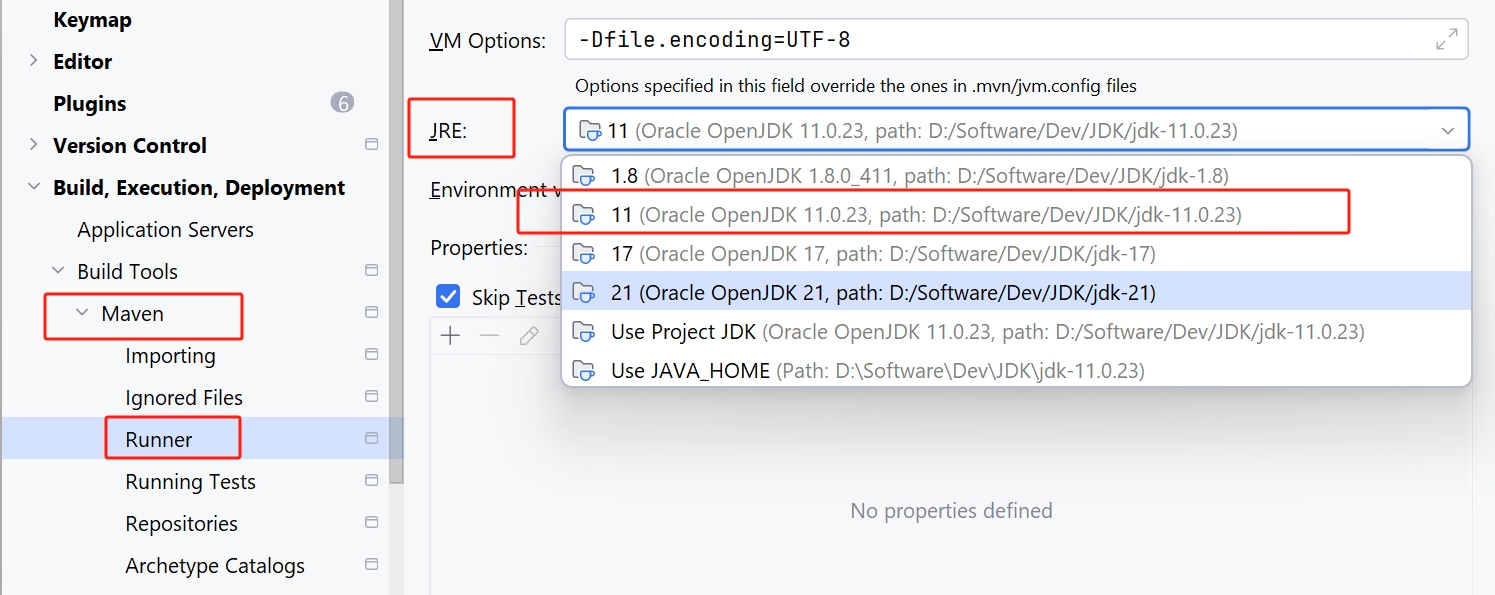 Keymap
Editor
Plugins
6
Version Control
Build, Execution, Deployment
Application Servers
Build Tools
Maven
Importing
Ignored Files
Runner
Running Tests
Repositories
Archetype Catalogs
VM Options: -Dfile.encoding=UTF-8
Options specified in this field override the ones in .mvn/jvm.config files
JRE: 11 (Oracle OpenJDK 11.0.23, path: D:/Software/Dev/JDK/jdk-11.0.23)
1.8 (Oracle OpenJDK 1.8.0_411, path: D:/Software/Dev/JDK/jdk-1.8)
Environment v
11 (Oracle OpenJDK 11.0.23, path: D:/Software/Dev/JDK/jdk-11.0.23)
Properties:
17 (Oracle OpenJDK 17, path: D:/Software/Dev/JDK/jdk-17)
Skip Tests
21 (Oracle OpenJDK 21, path: D:/Software/Dev/JDK/jdk-21)
Use Project JDK (Oracle OpenJDK 11.0.23, path: D:/Software/Dev/JDK/jdk-11.0.23)
Use JAVA_HOME (Path: D:\Software\Dev\JDK\jdk-11.0.23)
No properties defined